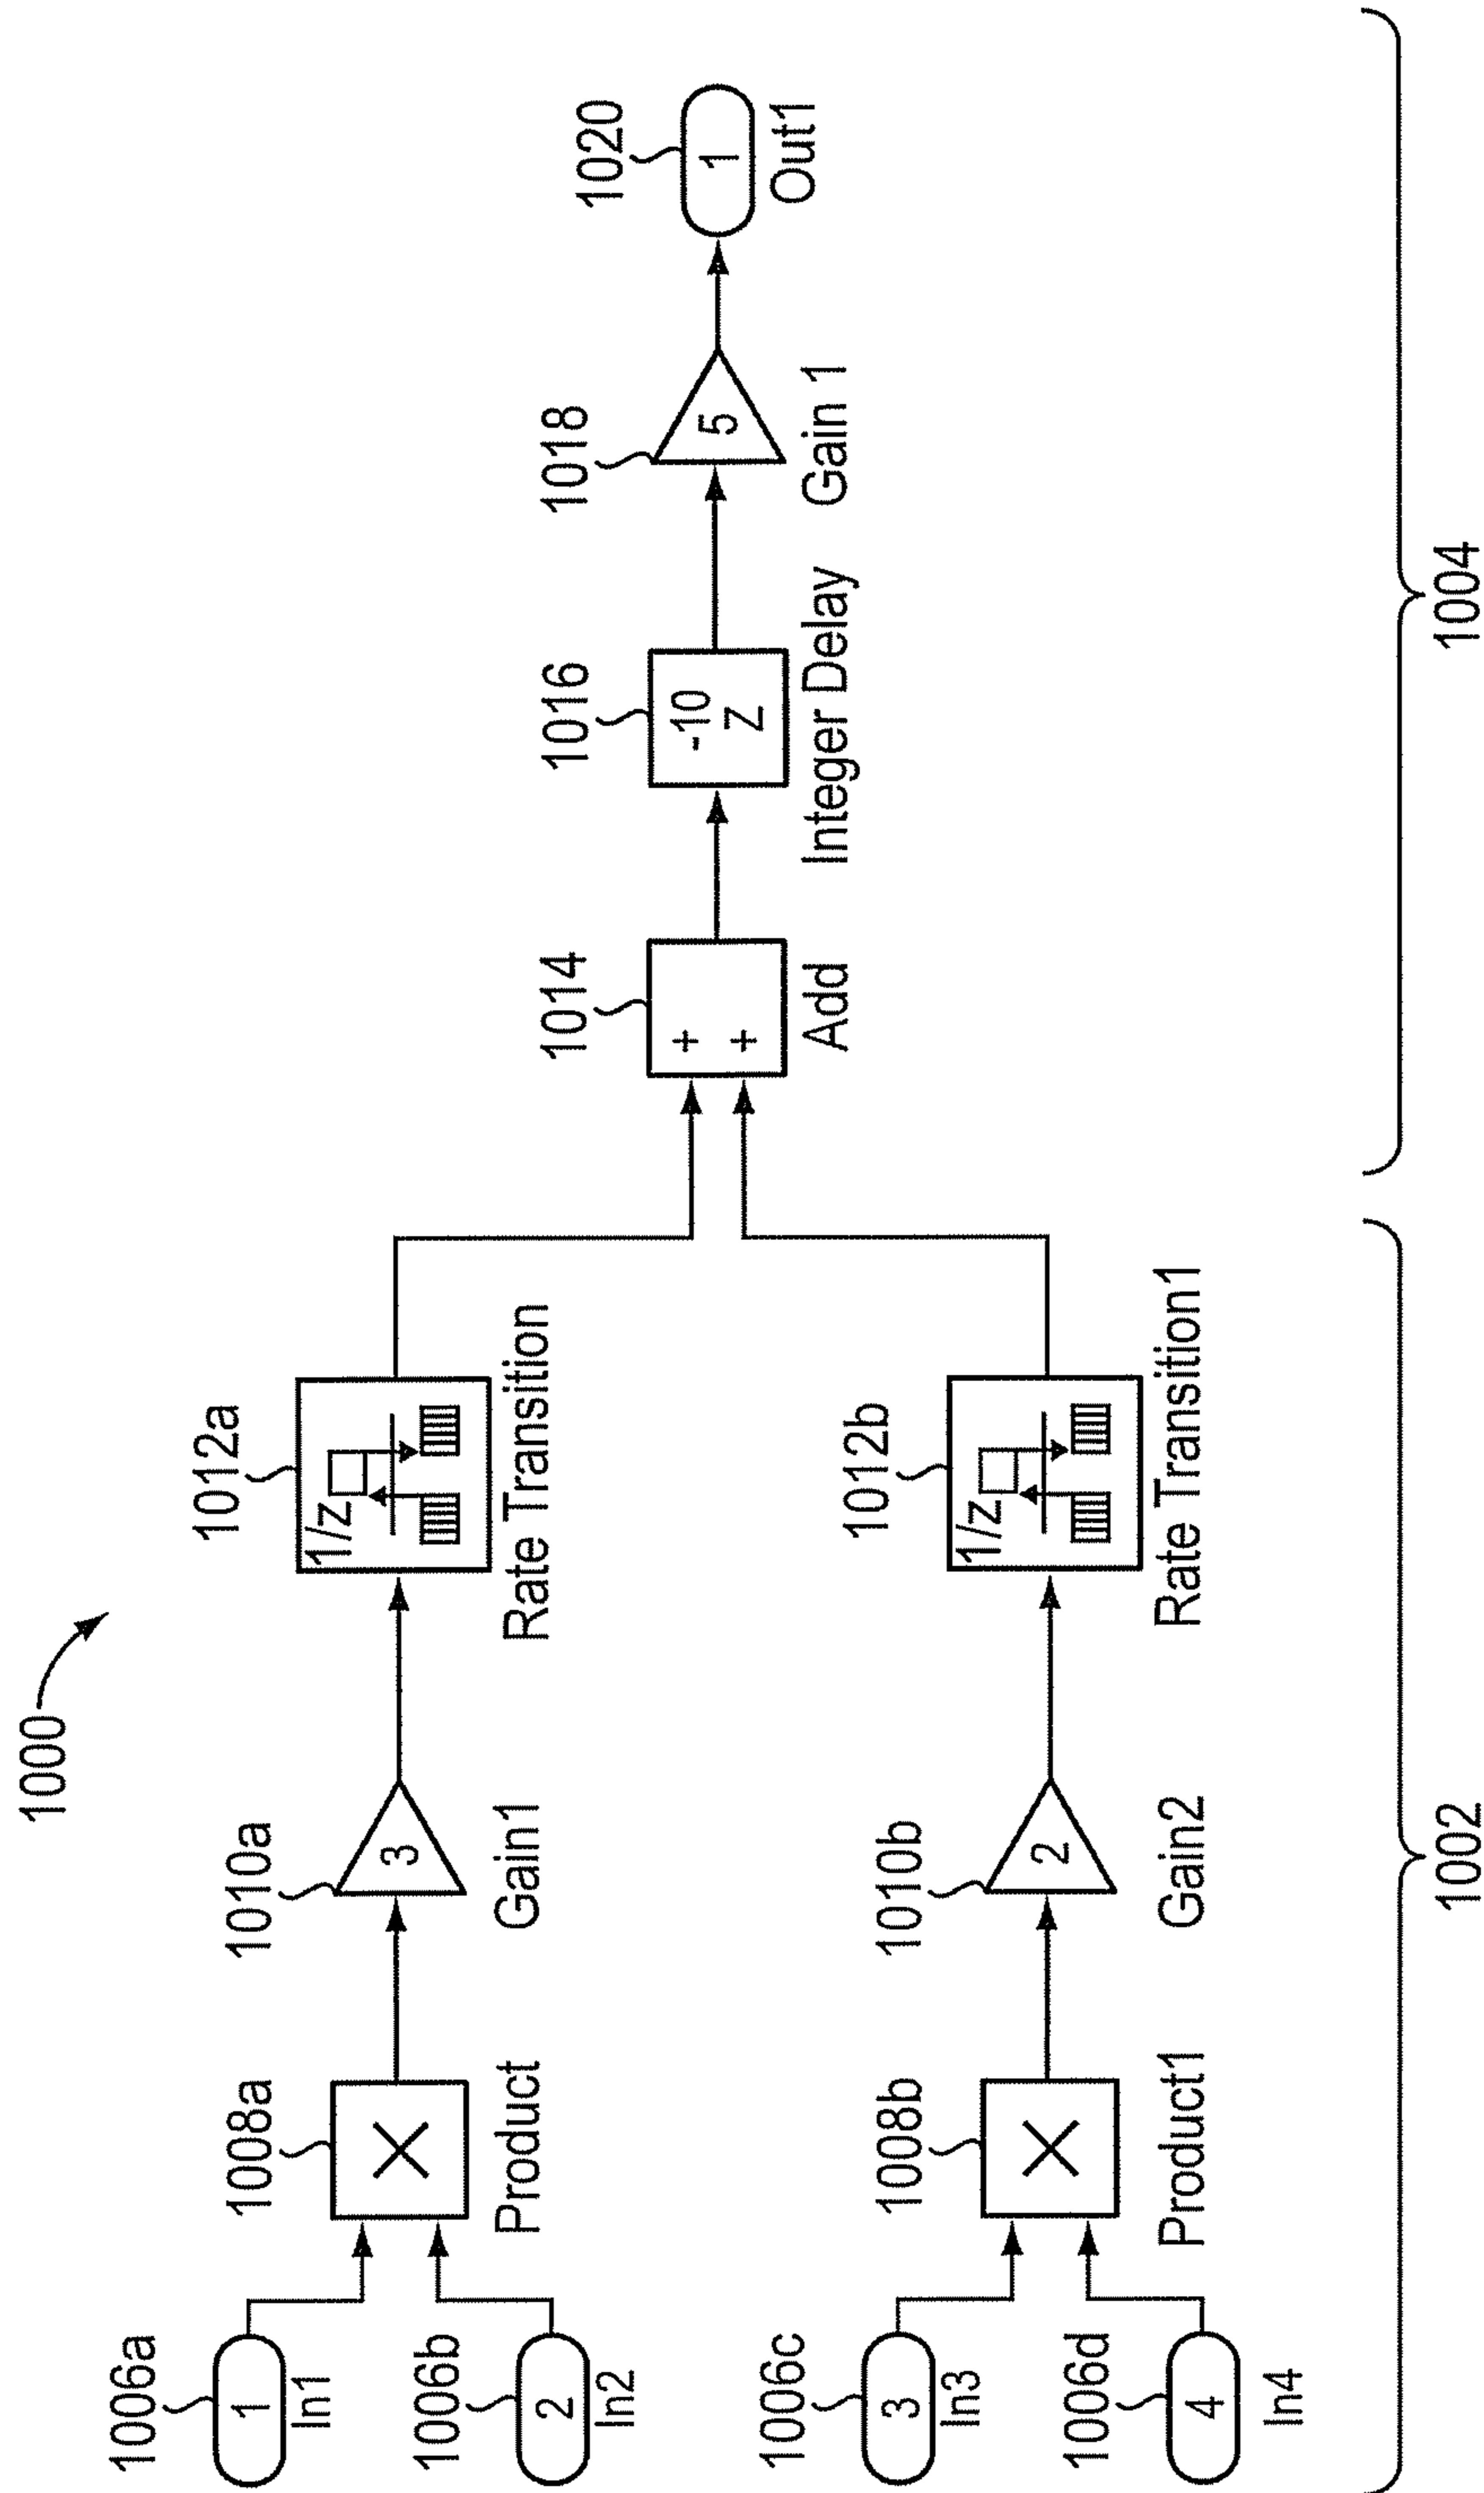 1000
1006a
1
In1
1006b
2
In2
1008a
Product
1010a
3
Gain1
1012a
1/z
Rate Transition
1006c
3
In3
1006d
4
In4
1008b
Product1
1010b
2
Gain2
1012b
1/z
Rate Transition1
1014
+
+
Add
1016
-10
Z
Integer Delay
1018
5
Gain 1
1020
1
Out1
1002
1004